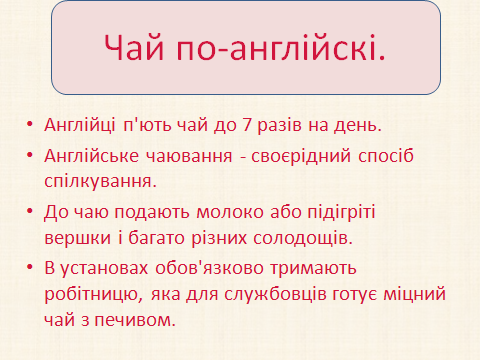 Чай по-англійскі.
• Англійці п'ють чай до 7 разів на день.
• Англійське чаювання - своєрідний спосіб
спілкування.
• До чаю подають молоко або підігріті
вершки і багато різних солодощів.
• В установах обов'язково тримають
робітницю, яка для службовців готує міцний
чай з печивом.